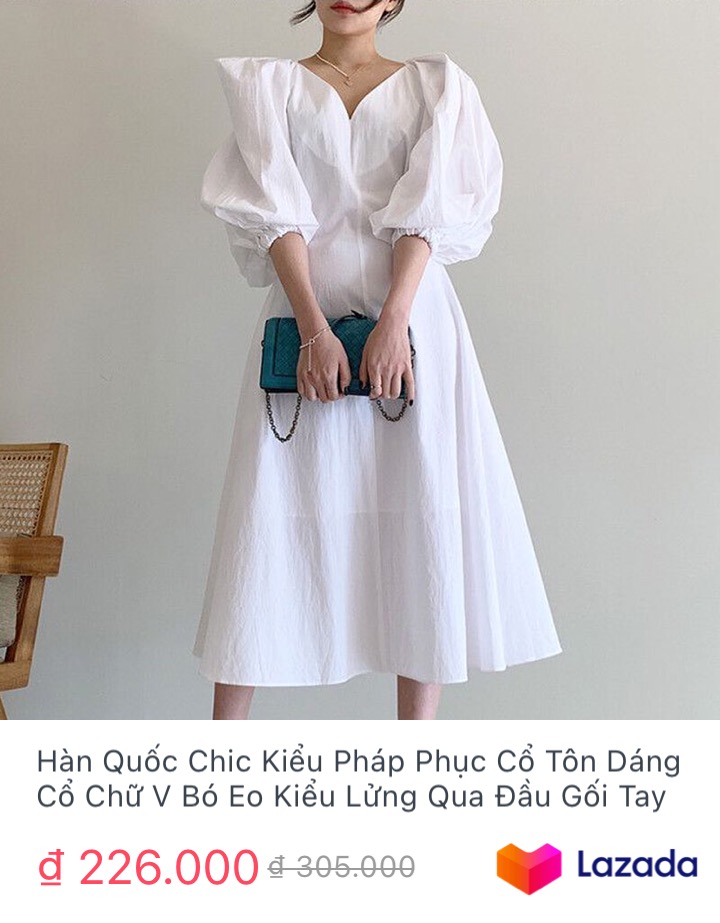 Hàn Quốc Chic Kiểu Pháp Phục Cổ Tôn Dáng
Cổ Chữ V Bó Eo Kiểu Lửng Qua Đầu Gối Tay
₫ 226.000 ₫ 305.000 Lazada